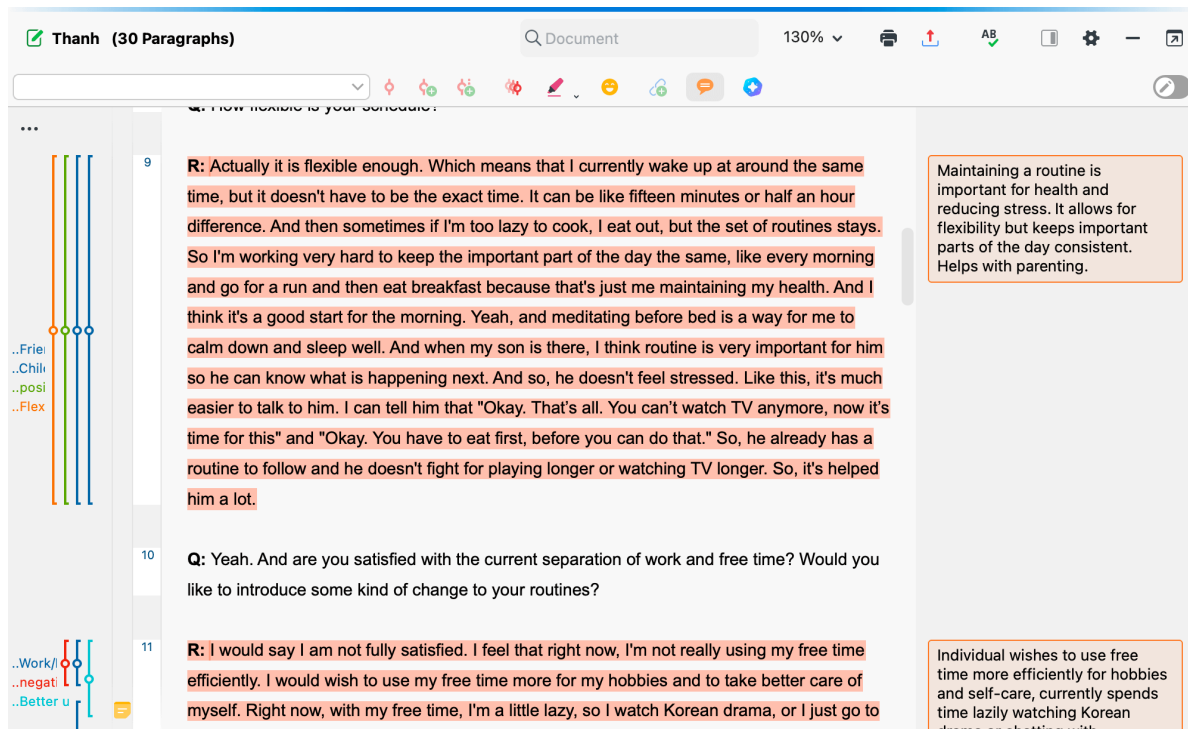 Thanh (30 Paragraphs)
Document
130%
AB
Q: How flexible is your schedule?
9
R: Actually it is flexible enough. Which means that I currently wake up at around the same
time, but it doesn't have to be the exact time. It can be like fifteen minutes or half an hour
difference. And then sometimes if I'm too lazy to cook, I eat out, but the set of routines stays.
So I'm working very hard to keep the important part of the day the same, like every morning
and go for a run and then eat breakfast because that's just me maintaining my health. And I
think it's a good start for the morning. Yeah, and meditating before bed is a way for me to
calm down and sleep well. And when my son is there, I think routine is very important for him
so he can know what is happening next. And so, he doesn't feel stressed. Like this, it's much
easier to talk to him. I can tell him that "Okay. That’s all. You can’t watch TV anymore, now it’s
time for this" and "Okay. You have to eat first, before you can do that." So, he already has a
routine to follow and he doesn't fight for playing longer or watching TV longer. So, it's helped
him a lot.
Maintaining a routine is
important for health and
reducing stress. It allows for
flexibility but keeps important
parts of the day consistent.
Helps with parenting.
..Frie
..Chil
..posi
..Flex
10
Q: Yeah. And are you satisfied with the current separation of work and free time? Would you
like to introduce some kind of change to your routines?
11
R: I would say I am not fully satisfied. I feel that right now, I'm not really using my free time
efficiently. I would wish to use my free time more for my hobbies and to take better care of
myself. Right now, with my free time, I'm a little lazy, so I watch Korean drama, or I just go to
..Work/
..negati
..Better u
Individual wishes to use free
time more efficiently for hobbies
and self-care, currently spends
time lazily watching Korean
drama or chatting with